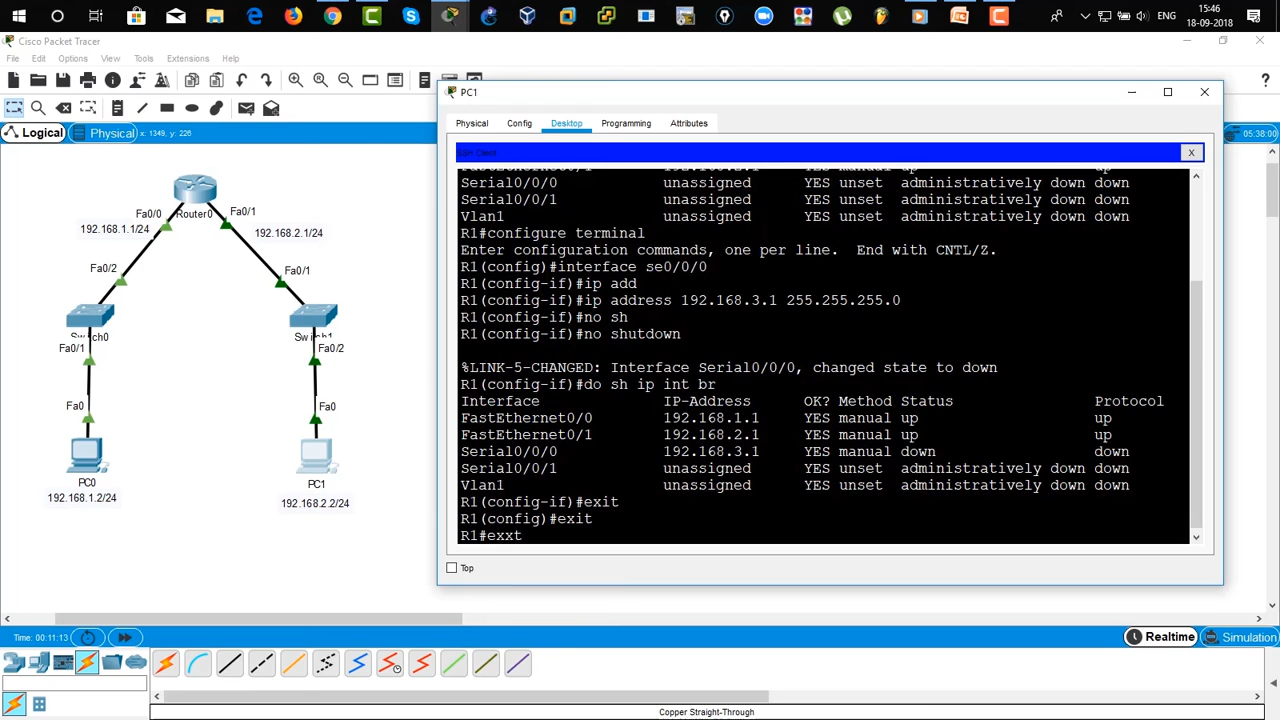 15:46
ENG
18-09-2018
Cisco Packet Tracer
File Edit Options View Tools Extensions Help
?
Logical
Physical
x: 1349, y: 226
05:38:00
Router0
Fa0/0
Fa0/1
192.168.1.1/24
192.168.2.1/24
Fa0/2
Fa0/1
Switch0
Switch1
Fa0/1
Fa0/2
Fa0
Fa0
PC0
PC1
192.168.1.2/24
192.168.2.2/24
PC1
Physical Config Desktop Programming Attributes
X
Serial0/0/0 unassigned YES unset administratively down down
Serial0/0/1 unassigned YES unset administratively down down
Vlan1 unassigned YES unset administratively down down
R1#configure terminal
Enter configuration commands, one per line. End with CNTL/Z.
R1(config)#interface se0/0/0
R1(config-if)#ip add
R1(config-if)#ip address 192.168.3.1 255.255.255.0
R1(config-if)#no sh
R1(config-if)#no shutdown
%LINK-5-CHANGED: Interface Serial0/0/0, changed state to down
R1(config-if)#do sh ip int br
Interface IP-Address OK? Method Status Protocol
FastEthernet0/0 192.168.1.1 YES manual up up
FastEthernet0/1 192.168.2.1 YES manual up up
Serial0/0/0 192.168.3.1 YES manual down down
Serial0/0/1 unassigned YES unset administratively down down
Vlan1 unassigned YES unset administratively down down
R1(config-if)#exit
R1(config)#exit
R1#exxt
Top
Time: 00:11:13
Realtime
Simulation
Copper Straight-Through